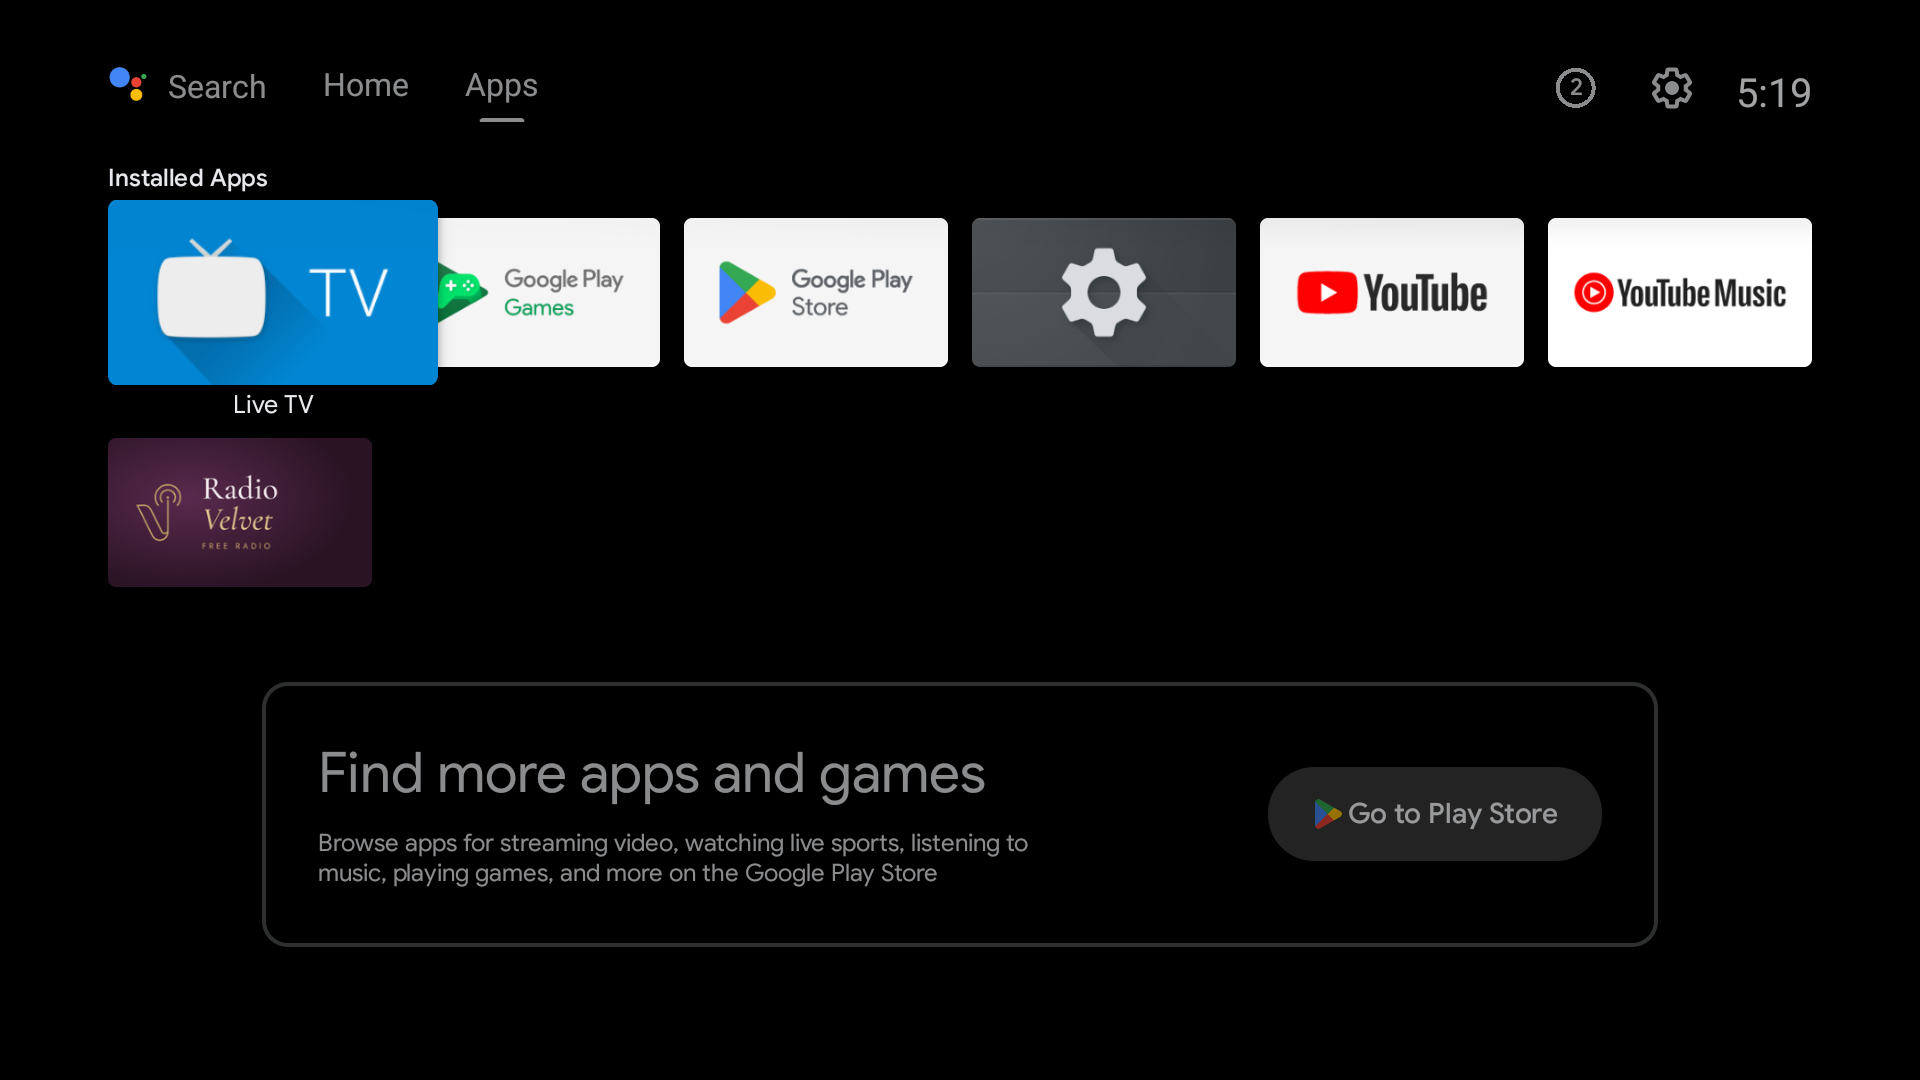 Search
Home
Apps
2
5:19
Installed Apps
TV
Google Play
Games
Google Play
Store
YouTube
YouTube Music
Live TV
Radio
Velvet
FREE RADIO
Find more apps and games
Browse apps for streaming video, watching live sports, listening to
music, playing games, and more on the Google Play Store
Go to Play Store